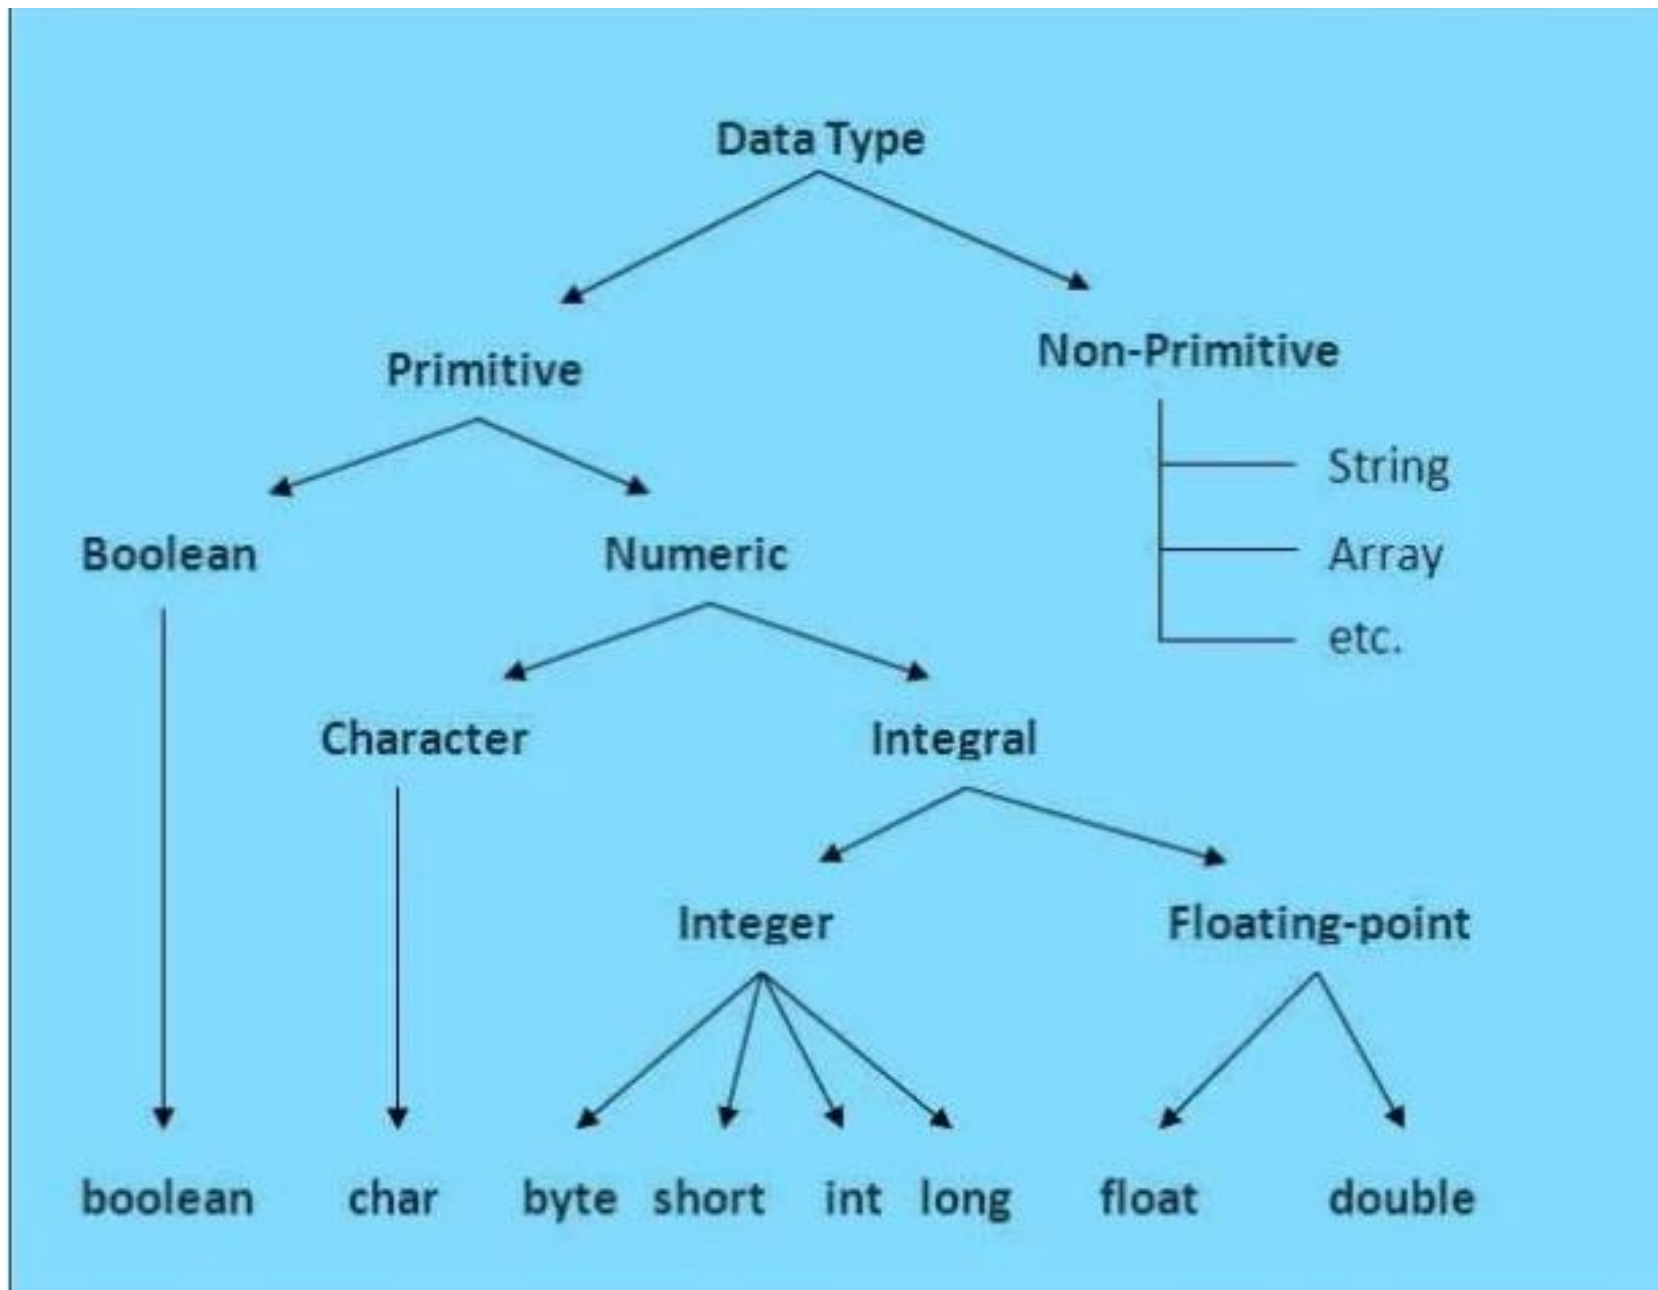 Data Type
Primitive
Non-Primitive
String
Array
etc.
Boolean
Numeric
Character
Integral
Integer
Floating-point
boolean char byte short int long float double